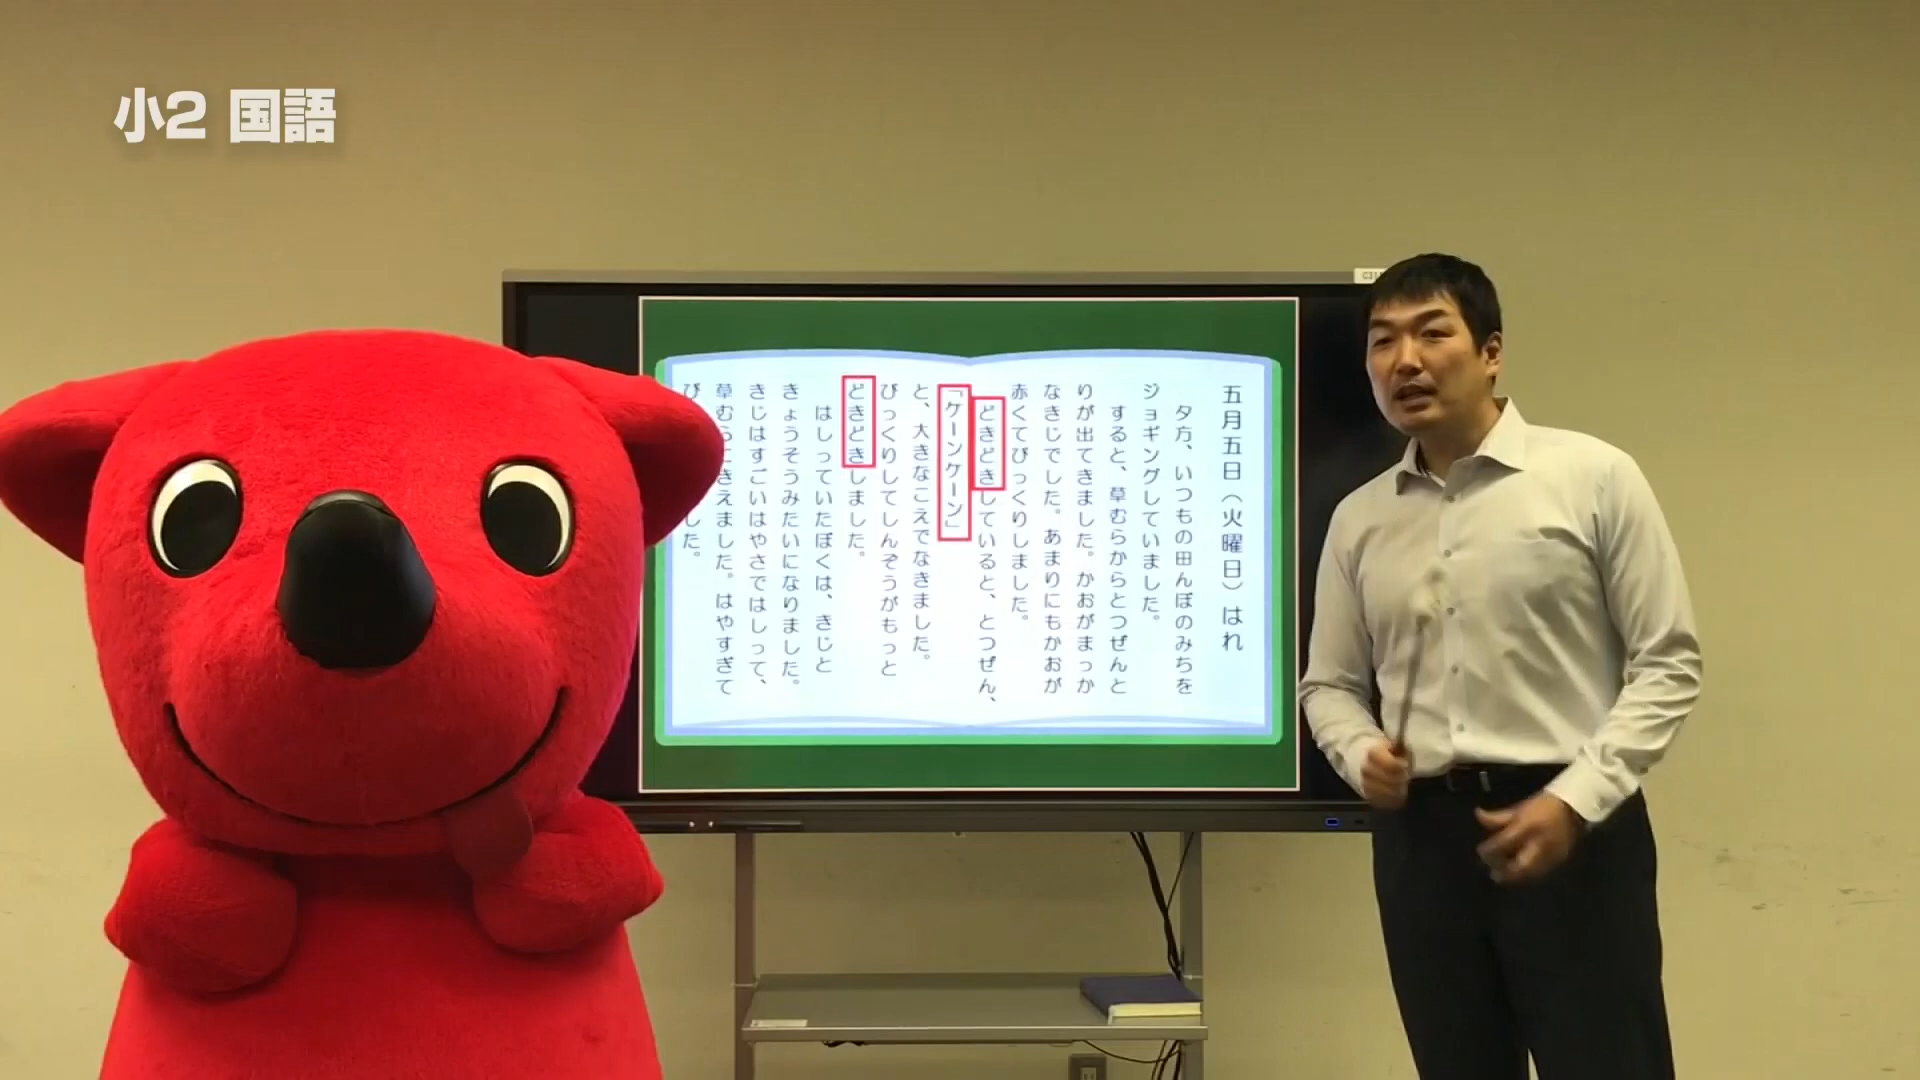 小2 国語
五月五日（火曜日）はれ
夕方、いつもの田んぼのみちを
ジョギングしていました。
すると、草むらからとつぜんと
りが出てきました。かおがまっか
なきじでした。あまりにもかおが
赤くてびっくりしました。
どきどきしていると、とつぜん、
「ケーンケーン」
と、大きなこえでなきました。
びっくりしてしんぞうがもっと
どきどきしました。
はしっていたぼくは、きじと
きょうそうみたいになりました。
きじはすごいはやさではしって、
草むらにきえました。はやすぎて
した。